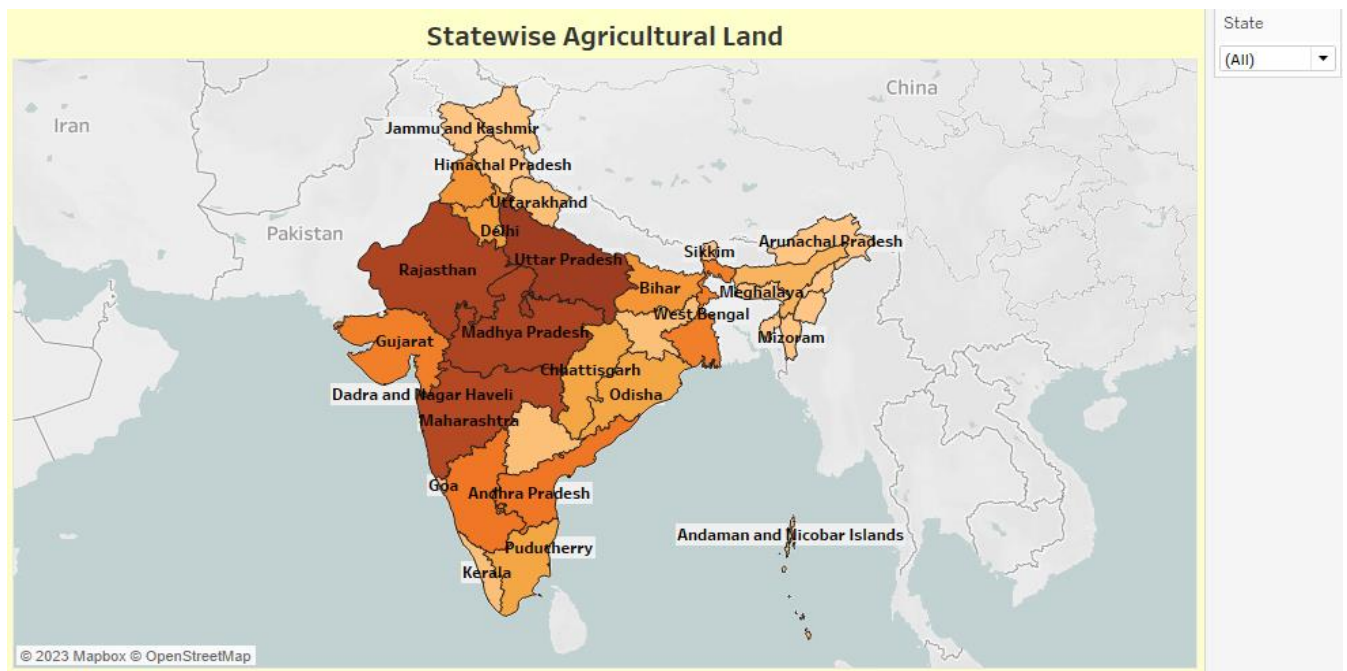 Statewise Agricultural Land
State
(All)
China
Iran
Jammu and Kashmir
Himachal Pradesh
Uttarakhand
Pakistan
Delhi
Arunachal Pradesh
Sikkim
Uttar Pradesh
Rajasthan
Bihar
Meghalaya
West Bengal
Madhya Pradesh
Mizoram
Gujarat
Chhattisgarh
Dadra and Nagar Haveli
Odisha
Maharashtra
Goa
Andhra Pradesh
Andaman and Nicobar Islands
Pudutherry
Kerala
© 2023 Mapbox © OpenStreetMap